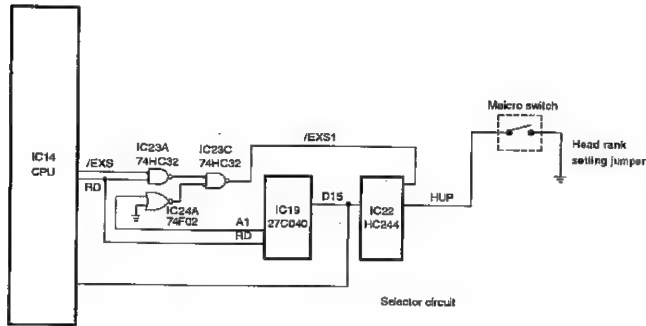 Maicro switch
IC23A
74HC32
IC23C
74HC32
/EXS1
IC14
CPU
/EXS
RD
Head rank
setting jumper
IC24A
74F02
A1
RD
IC19
27C040
D15
IC22
HC244
HUP
Selector circuit